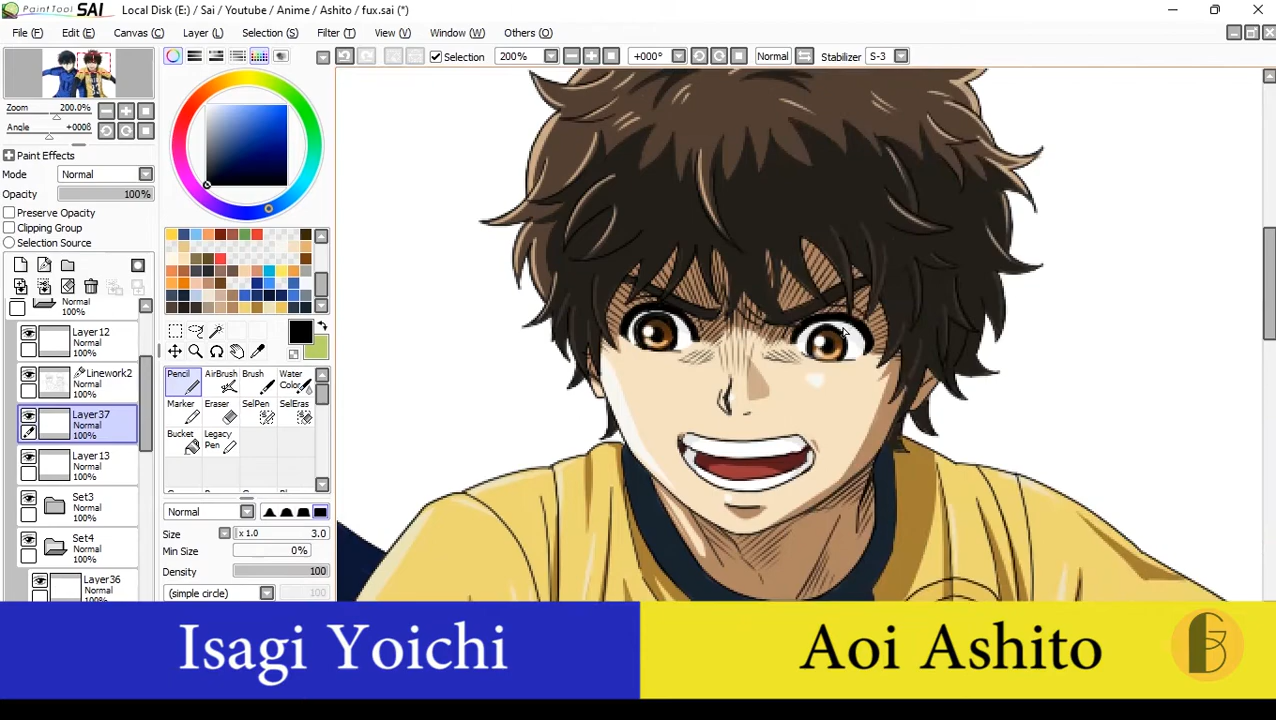 PaintTool SAI Local Disk (E:) / Sai / Youtube / Anime / Ashito / fux.sai (*)
File (F) Edit (E) Canvas (C) Layer (L) Selection (S) Filter (T) View (V) Window (W) Others (O)
Selection 200% +000° Normal Stabilizer S-3
Zoom 200.0%
Angle +000ß
Paint Effects
Mode Normal
Opacity 100%
Preserve Opacity
Clipping Group
Selection Source
Normal
100%
Layer12
Normal
100%
Linework2
Normal
100%
Layer37
Normal
100%
Layer13
Normal
100%
Set3
Normal
100%
Set4
Normal
100%
Layer36
Normal
100%
Pencil AirBrush Brush Water Color
Marker Eraser SelPen SelEras
Bucket Legacy Pen
Normal
Size x 1.0 3.0
Min Size 0%
Density 100
(simple circle)
Isagi Yoichi
Aoi Ashito